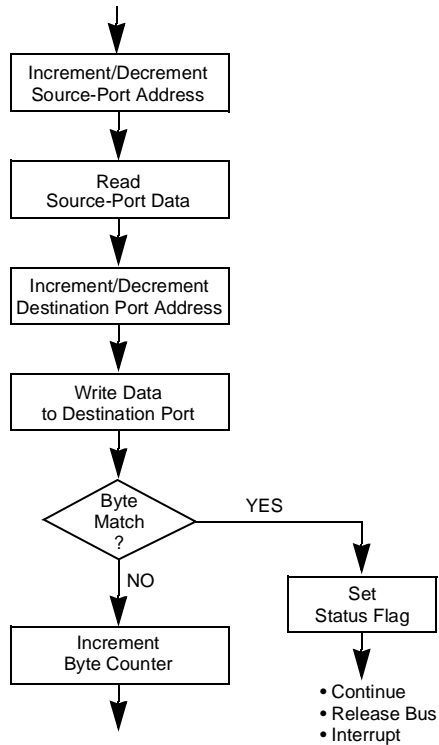 Increment/Decrement
Source-Port Address
Read
Source-Port Data
Increment/Decrement
Destination Port Address
Write Data
to Destination Port
Byte
Match
?
YES
NO
Set
Status Flag
Increment
Byte Counter
• Continue
• Release Bus
• Interrupt